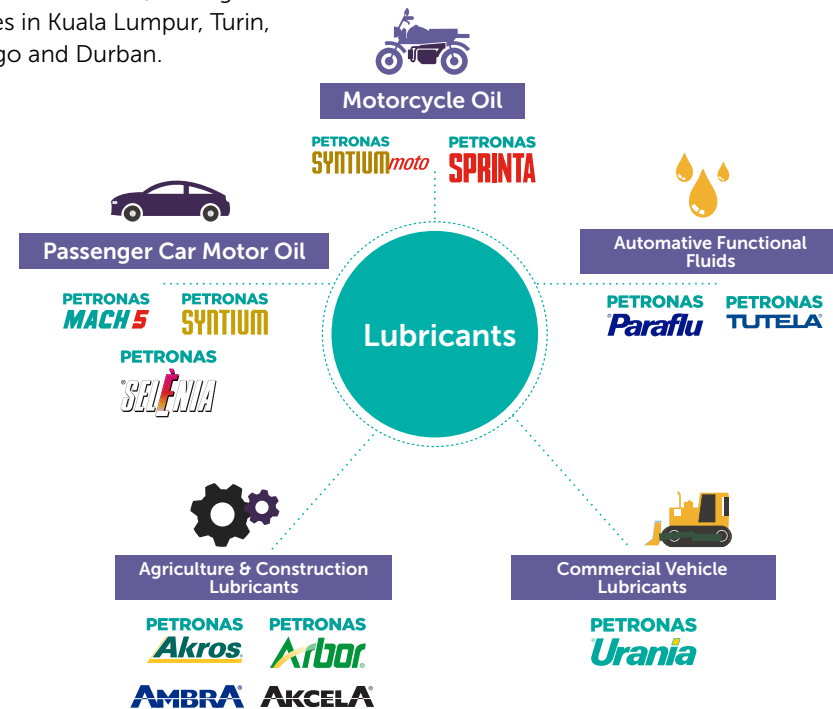 es in Kuala Lumpur, Turin,
go and Durban.
Motorcycle Oil
PETRONAS
SYNTIUM moto
PETRONAS
SPRINTA
Passenger Car Motor Oil
PETRONAS
MACH 5
PETRONAS
SYNTIUM
PETRONAS
SELÈNIA
Automative Functional
Fluids
PETRONAS
Paraflu
PETRONAS
TUTELA
Lubricants
Agriculture & Construction
Lubricants
PETRONAS
Akros
PETRONAS
Arbor
AMBRA
AKCELA
Commercial Vehicle
Lubricants
PETRONAS
Urania